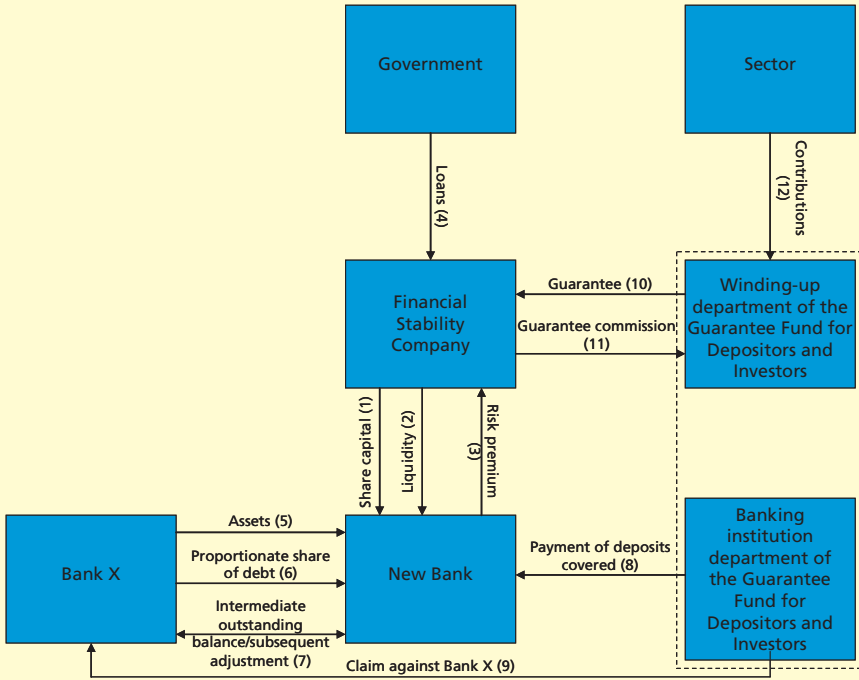 Government
Sector
Loans (4)
Contributions
(12)
Financial
Stability
Company
Guarantee (10)
Guarantee commission
(11)
Winding-up
department of the
Guarantee Fund for
Depositors and
Investors
Share capital (1)
Liquidity (2)
Risk premium
(3)
Bank X
Assets (5)
Proportionate share
of debt (6)
Intermediate
outstanding
balance/subsequent
adjustment (7)
New Bank
Payment of deposits
covered (8)
Banking
institution
department of
the Guarantee
Fund for
Depositors and
Investors
Claim against Bank X (9)